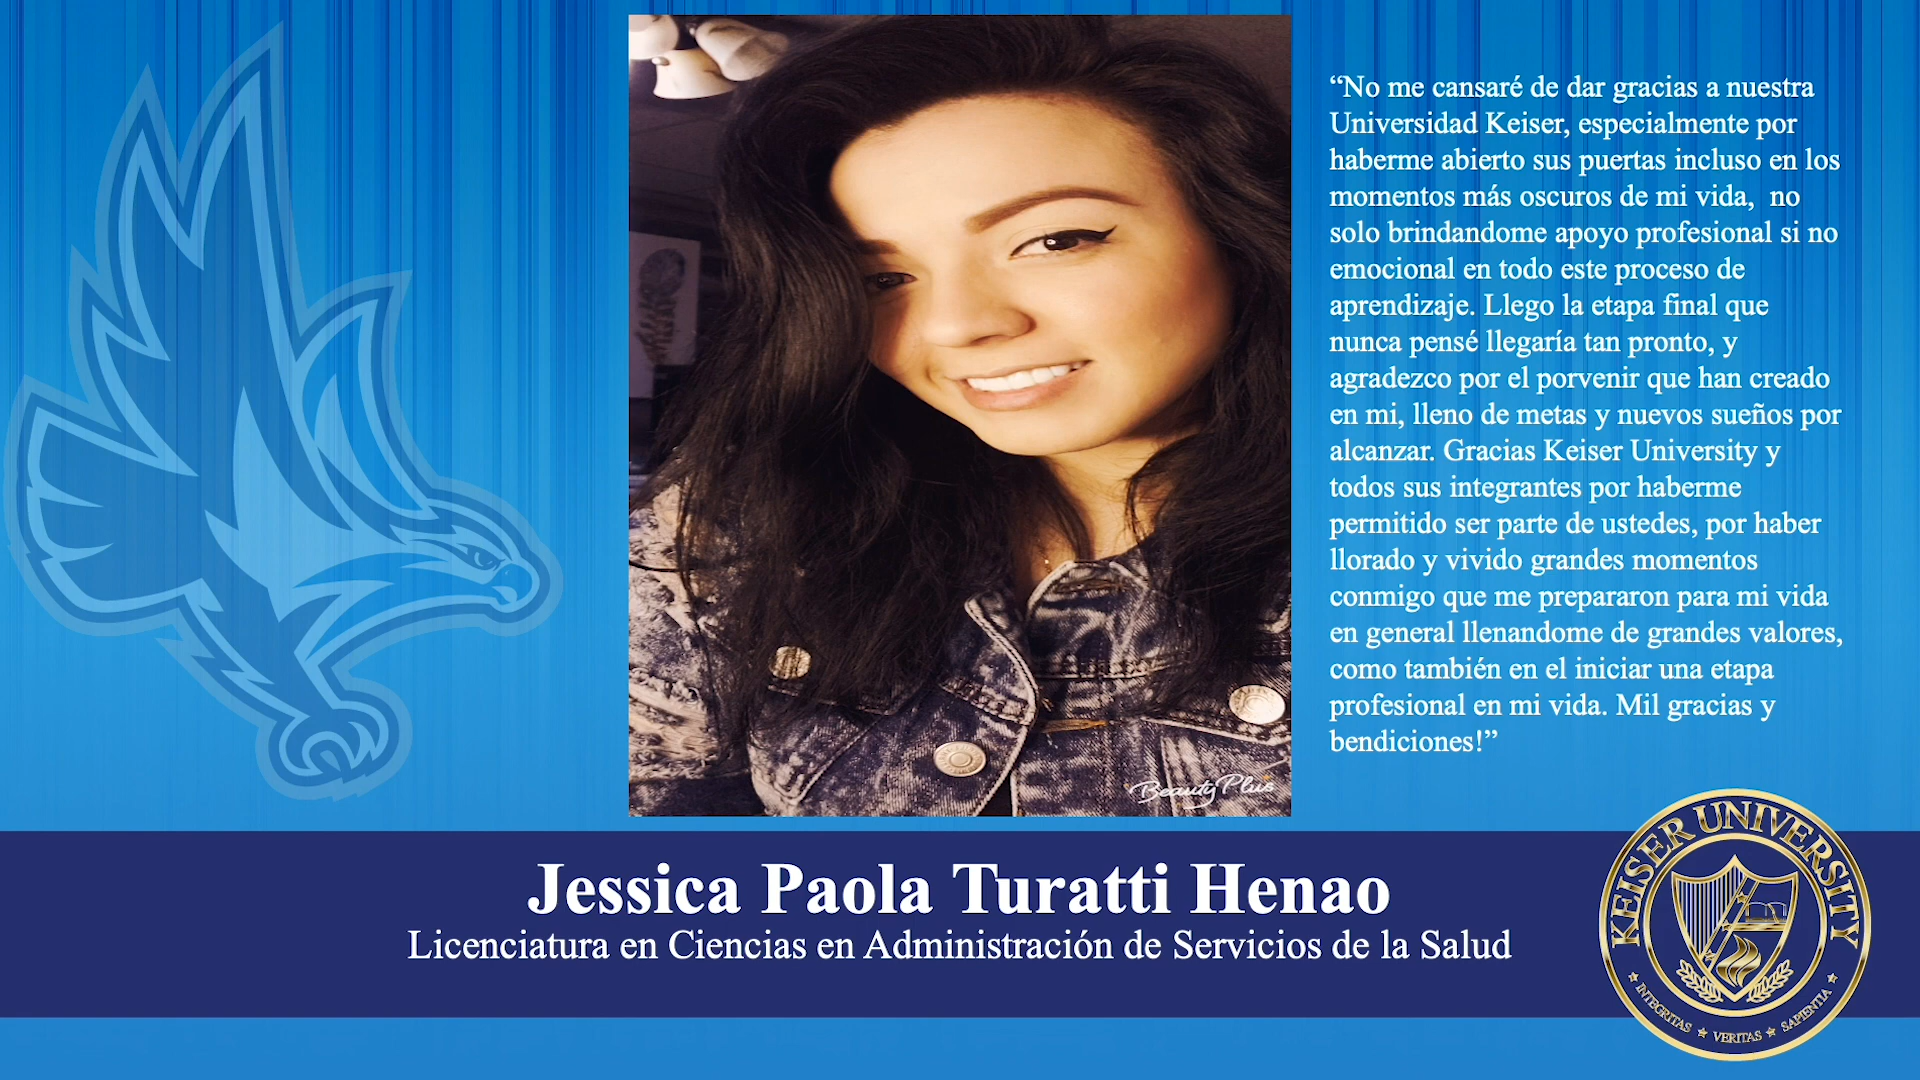 “No me cansaré de dar gracias a nuestra
Universidad Keiser, especialmente por
haberme abierto sus puertas incluso en los
momentos más oscuros de mi vida,  no
solo brindandome apoyo profesional si no
emocional en todo este proceso de
aprendizaje. Llego la etapa final que
nunca pensé llegaría tan pronto, y
agradezco por el porvenir que han creado
en mi, lleno de metas y nuevos sueños por
alcanzar. Gracias Keiser University y
todos sus integrantes por haberme
permitido ser parte de ustedes, por haber
llorado y vivido grandes momentos
conmigo que me prepararon para mi vida
en general llenandome de grandes valores,
como también en el iniciar una etapa
profesional en mi vida. Mil gracias y
bendiciones!”
BeautyPlus
Jessica Paola Turatti Henao
Licenciatura en Ciencias en Administración de Servicios de la Salud
KEISER UNIVERSITY
INTEGRITAS ★ VERITAS ★ SAPIENTIA